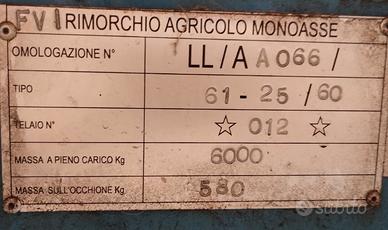 FVI RIMORCHIO AGRICOLO MONOASSE
OMOLOGAZIONE N° LL/A A066/
TIPO 61-25/60
TELAIO N° ☆ 012 ☆
MASSA A PIENO CARICO Kg 6000
MASSA SULL'OCCHIONE Kg. 580
subito